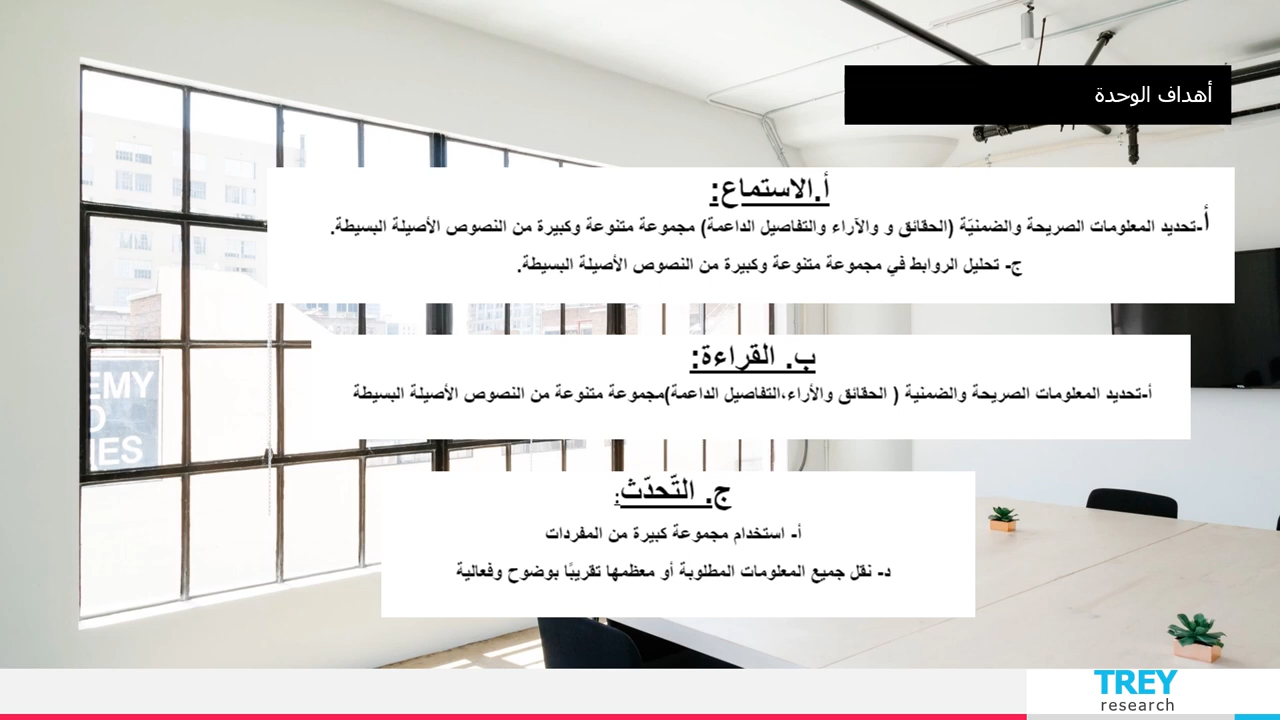 أهداف الوحدة
أ.الاستماع:
أ-تحديد المعلومات الصريحة والضمنيّة (الحقائق و والآراء والتفاصيل الداعمة) مجموعة متنوعة وكبيرة من النصوص الأصيلة البسيطة.
ج- تحليل الروابط في مجموعة متنوعة وكبيرة من النصوص الأصيلة البسيطة.
ب. القراءة:
أ-تحديد المعلومات الصريحة والضمنية ( الحقائق والأراء،التفاصيل الداعمة)مجموعة متنوعة من النصوص الأصيلة البسيطة
EMY
IES
ج. التّحدّث:
أ- استخدام مجموعة كبيرة من المفردات
د- نقل جميع المعلومات المطلوبة أو معظمها تقريبًا بوضوح وفعالية
TREY
research